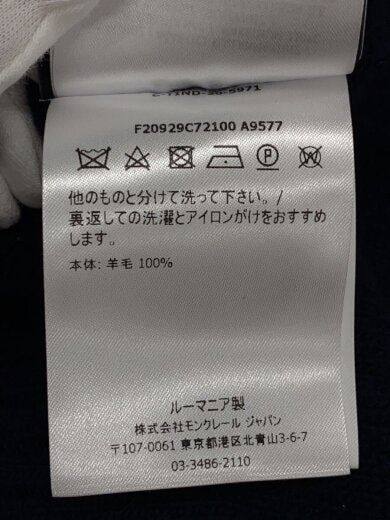 F20929C72100 A9577
他のものと分けて洗って下さい。/
裏返しての洗濯とアイロンがけをおすすめ
します。
本体: 羊毛 100%
ルーマニア製
株式会社モンクレール ジャパン
〒107-0061 東京都港区北青山3-6-7
03-3486-2110